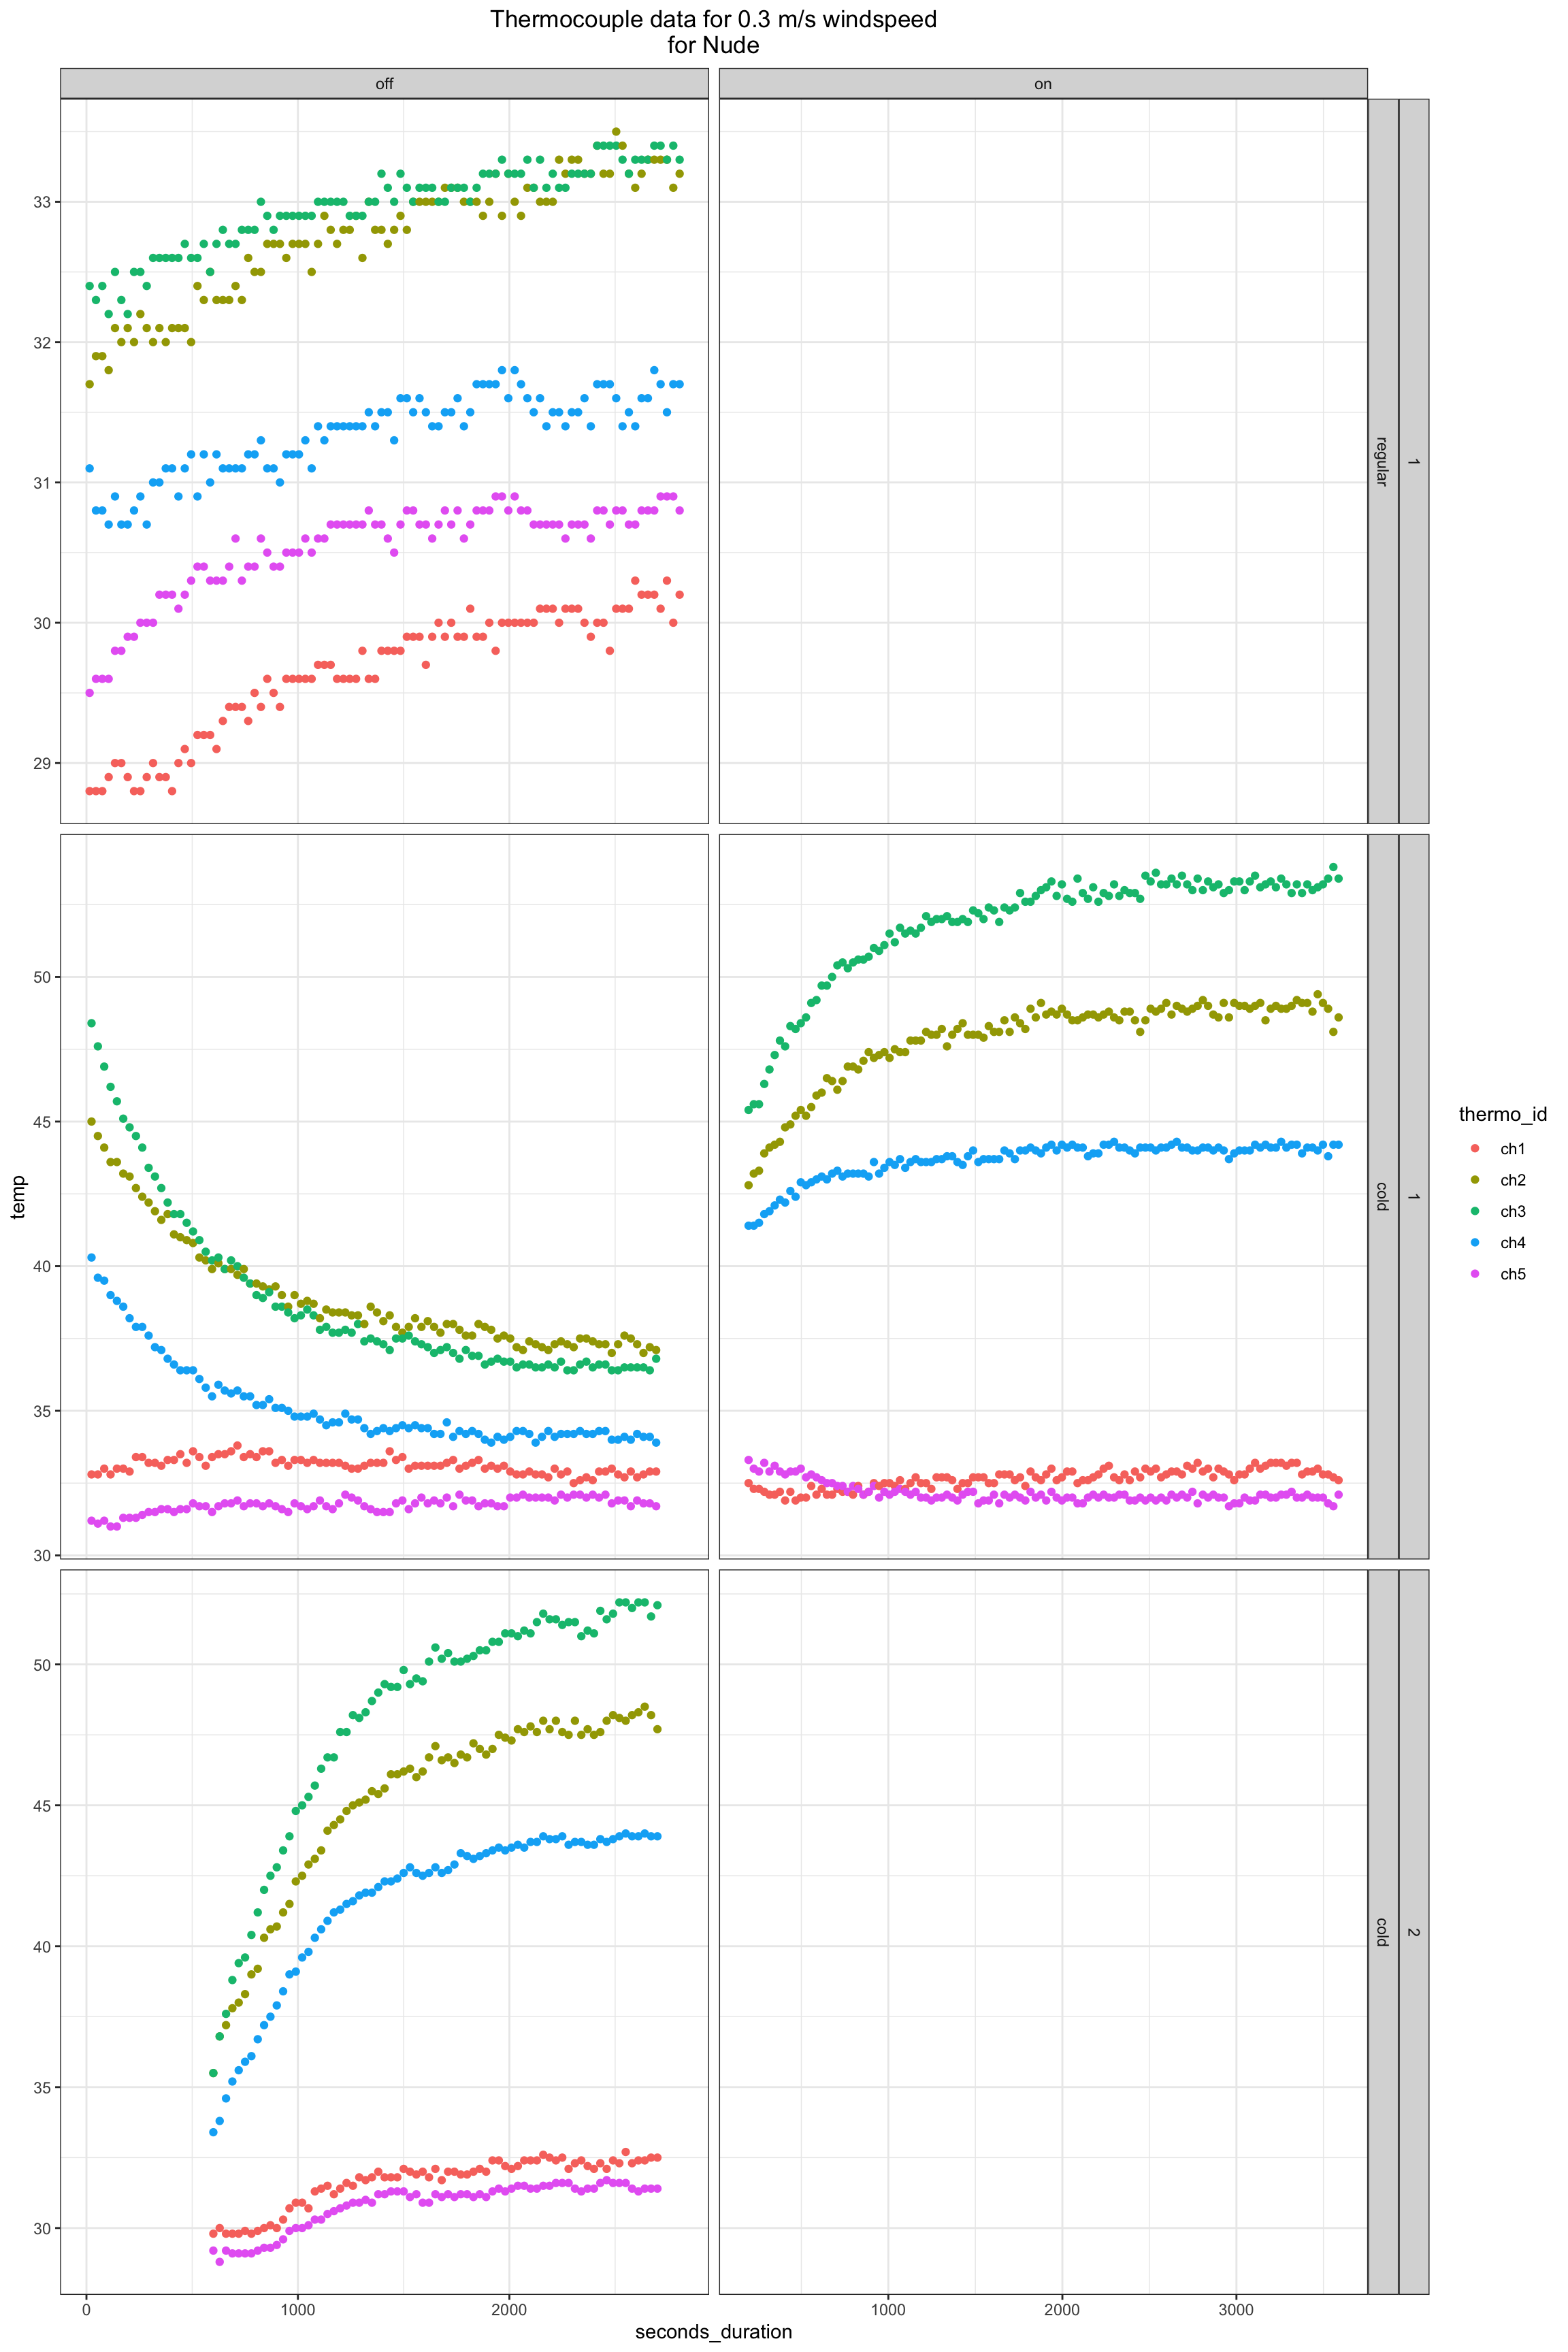 Thermocouple data for 0.3 m/s windspeed
for Nude
off
on
33
32
31
30
29
regular
1
50
45
40
35
30
cold
1
50
45
40
35
30
cold
2
0
1000
2000
1000
2000
3000
seconds_duration
temp
thermo_id
ch1
ch2
ch3
ch4
ch5